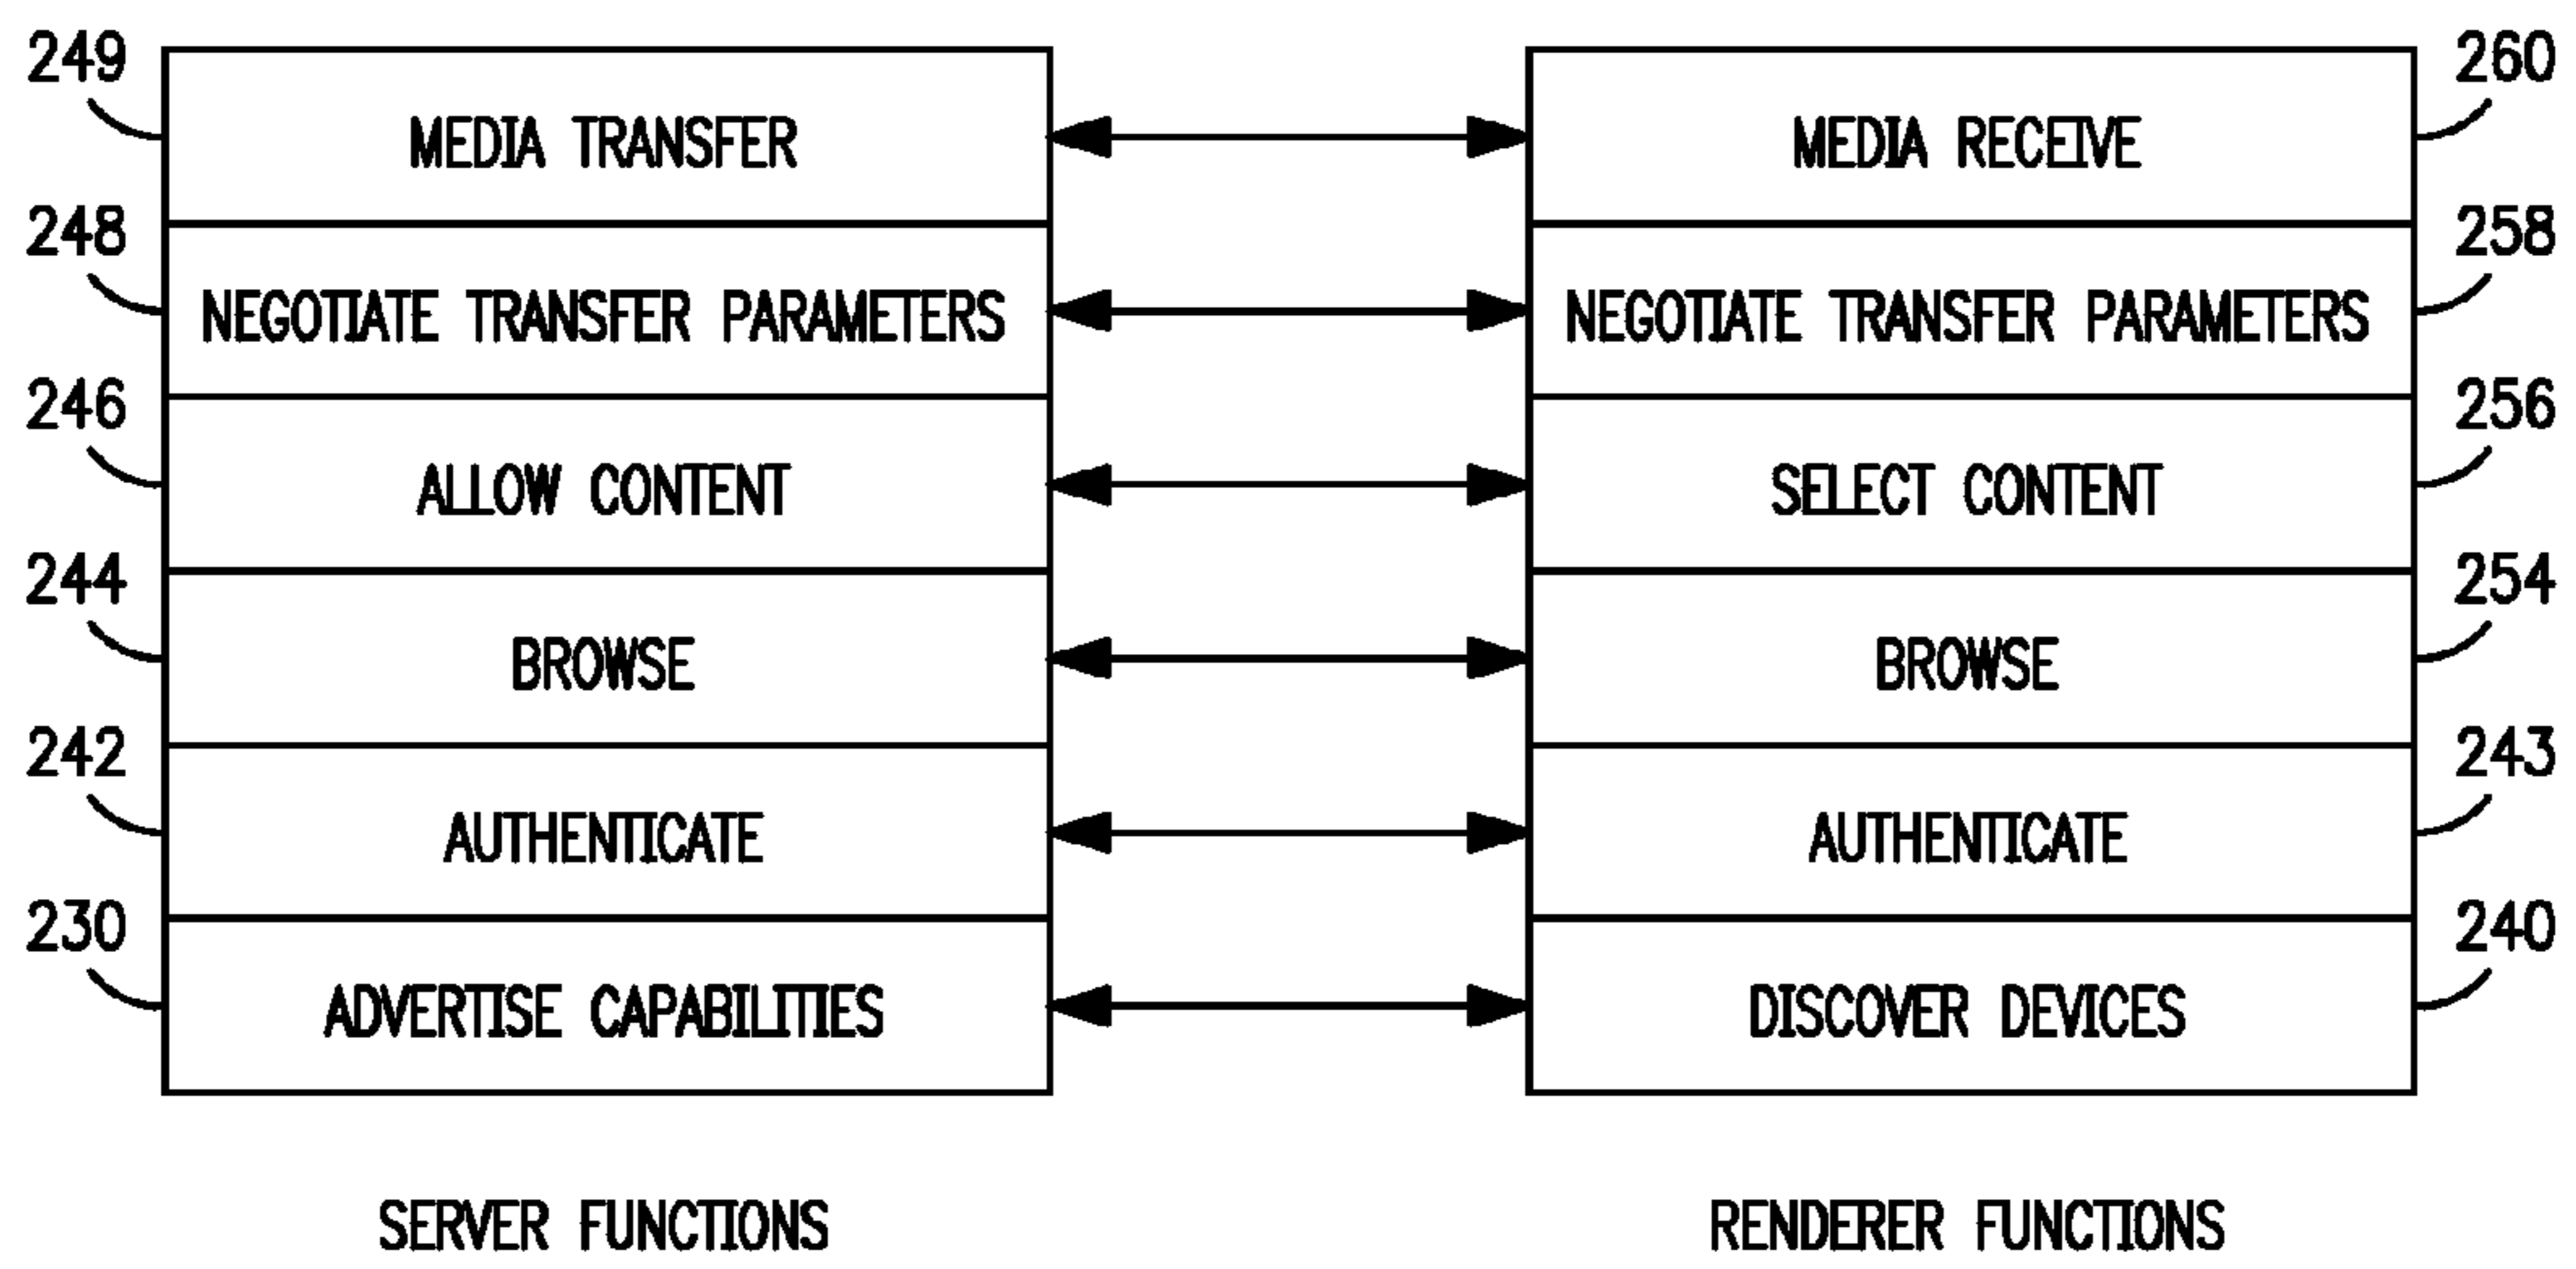 249 MEDIA TRANSFER MEDIA RECEIVE 260
248 NEGOTIATE TRANSFER PARAMETERS NEGOTIATE TRANSFER PARAMETERS 258
246 ALLOW CONTENT SELECT CONTENT 256
244 BROWSE BROWSE 254
242 AUTHENTICATE AUTHENTICATE 243
230 ADVERTISE CAPABILITIES DISCOVER DEVICES 240
SERVER FUNCTIONS RENDERER FUNCTIONS